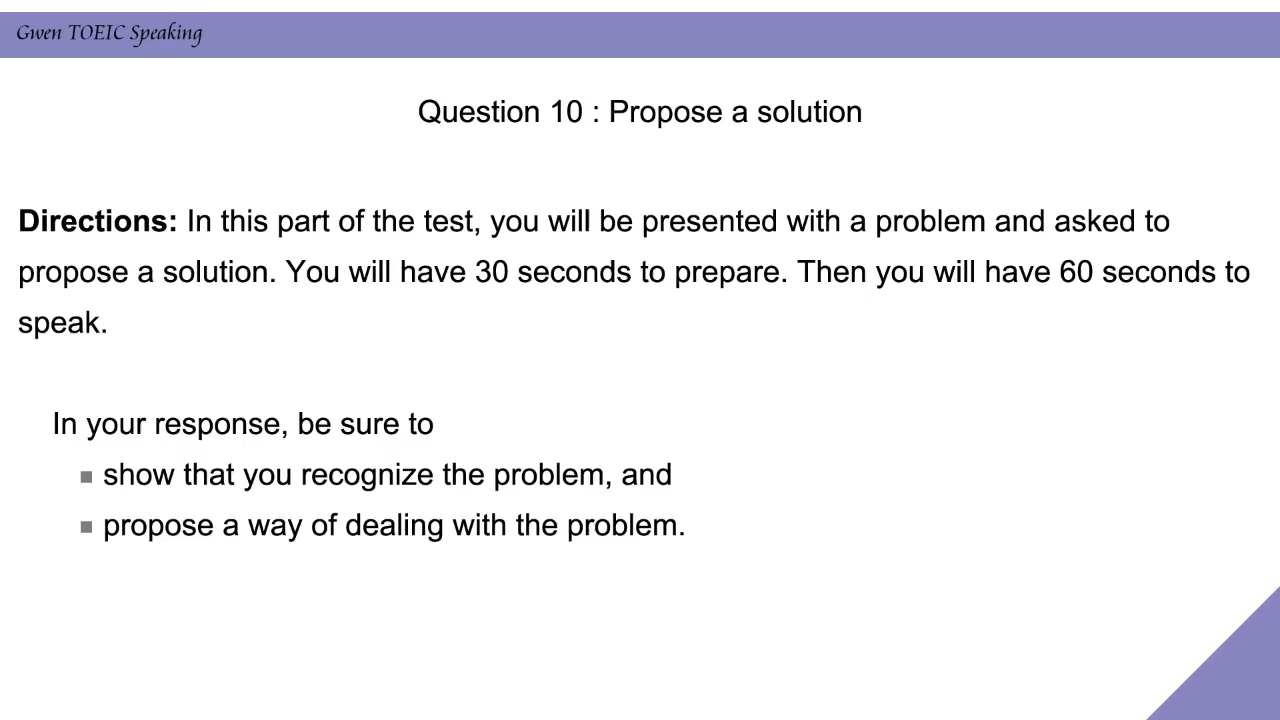 Gwen TOEIC Speaking
Question 10 : Propose a solution
Directions: In this part of the test, you will be presented with a problem and asked to
propose a solution. You will have 30 seconds to prepare. Then you will have 60 seconds to
speak.
In your response, be sure to
▪ show that you recognize the problem, and
▪ propose a way of dealing with the problem.